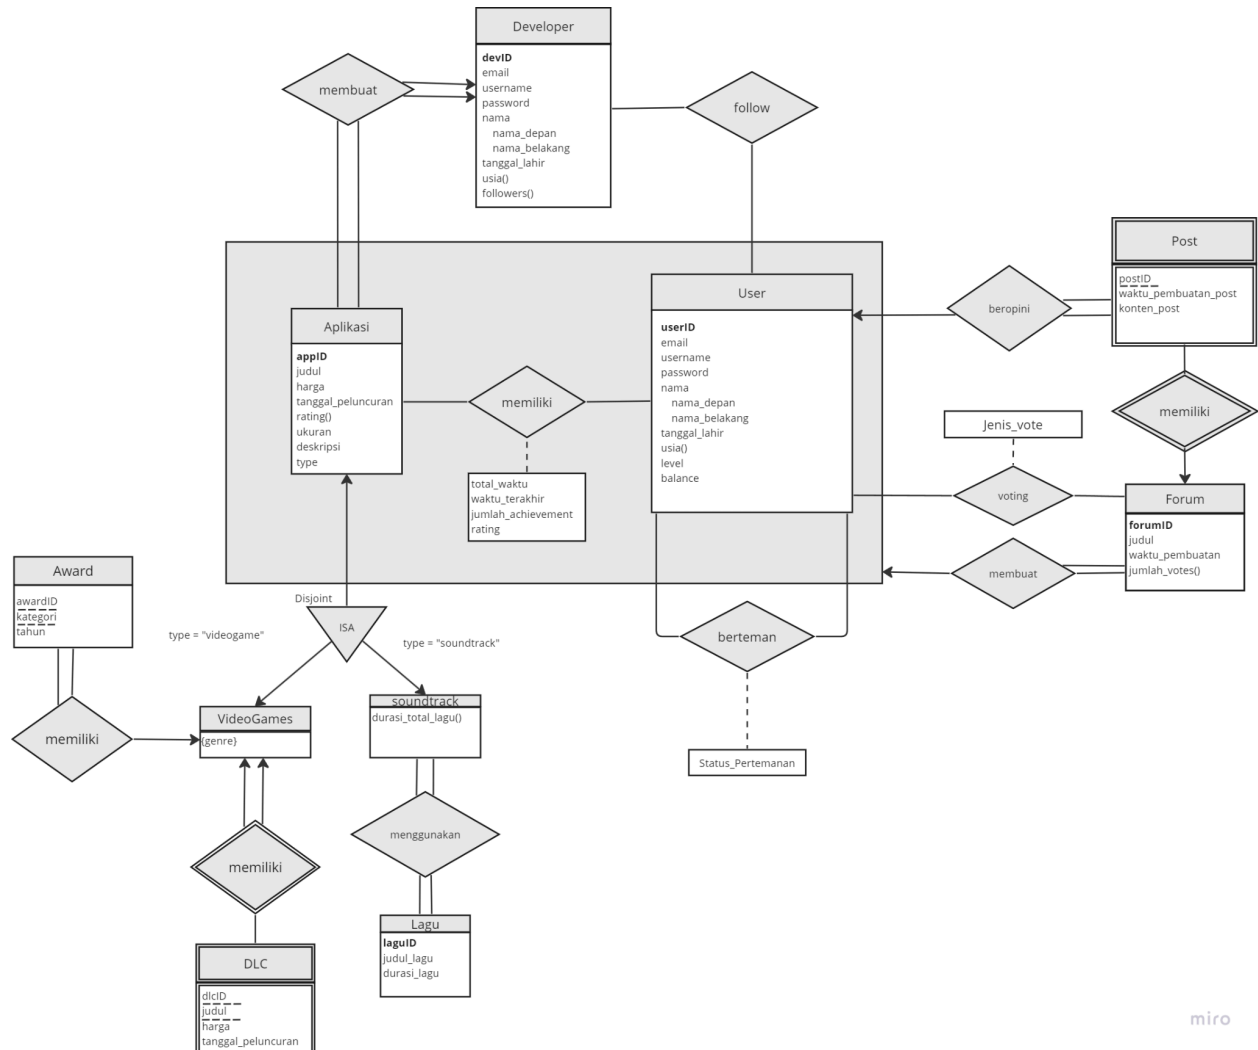 Developer
devID
email
username
password
nama
nama_depan
nama_belakang
tanggal_lahir
usia()
followers()
membuat
follow
Aplikasi
appID
judul
harga
tanggal_peluncuran
rating()
ukuran
deskripsi
type
memiliki
total_waktu
waktu_terakhir
jumlah_achievement
rating
User
userID
email
username
password
nama
nama_depan
nama_belakang
tanggal_lahir
usia()
level
balance
Post
postID
waktu_pembuatan_post
konten_post
beropini
memiliki
Jenis_vote
voting
Forum
forumID
judul
waktu_pembuatan
jumlah_votes()
membuat
berteman
Status_Pertemanan
Award
awardID
kategori
tahun
Disjoint
ISA
type = "videogame"
type = "soundtrack"
memiliki
VideoGames
{genre}
soundtrack
durasi_total_lagu()
memiliki
menggunakan
Lagu
laguID
judul_lagu
durasi_lagu
DLC
dlcID
judul
harga
tanggal_peluncuran
miro